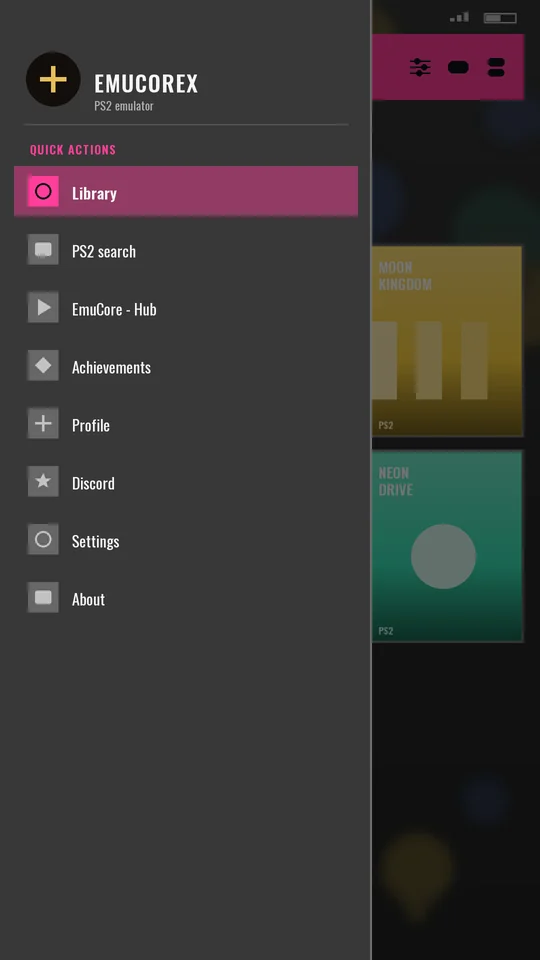 EMUCOREX
PS2 emulator
QUICK ACTIONS
Library
PS2 search
EmuCore - Hub
Achievements
Profile
Discord
Settings
About
MOON
KINGDOM
PS2
NEON
DRIVE
PS2